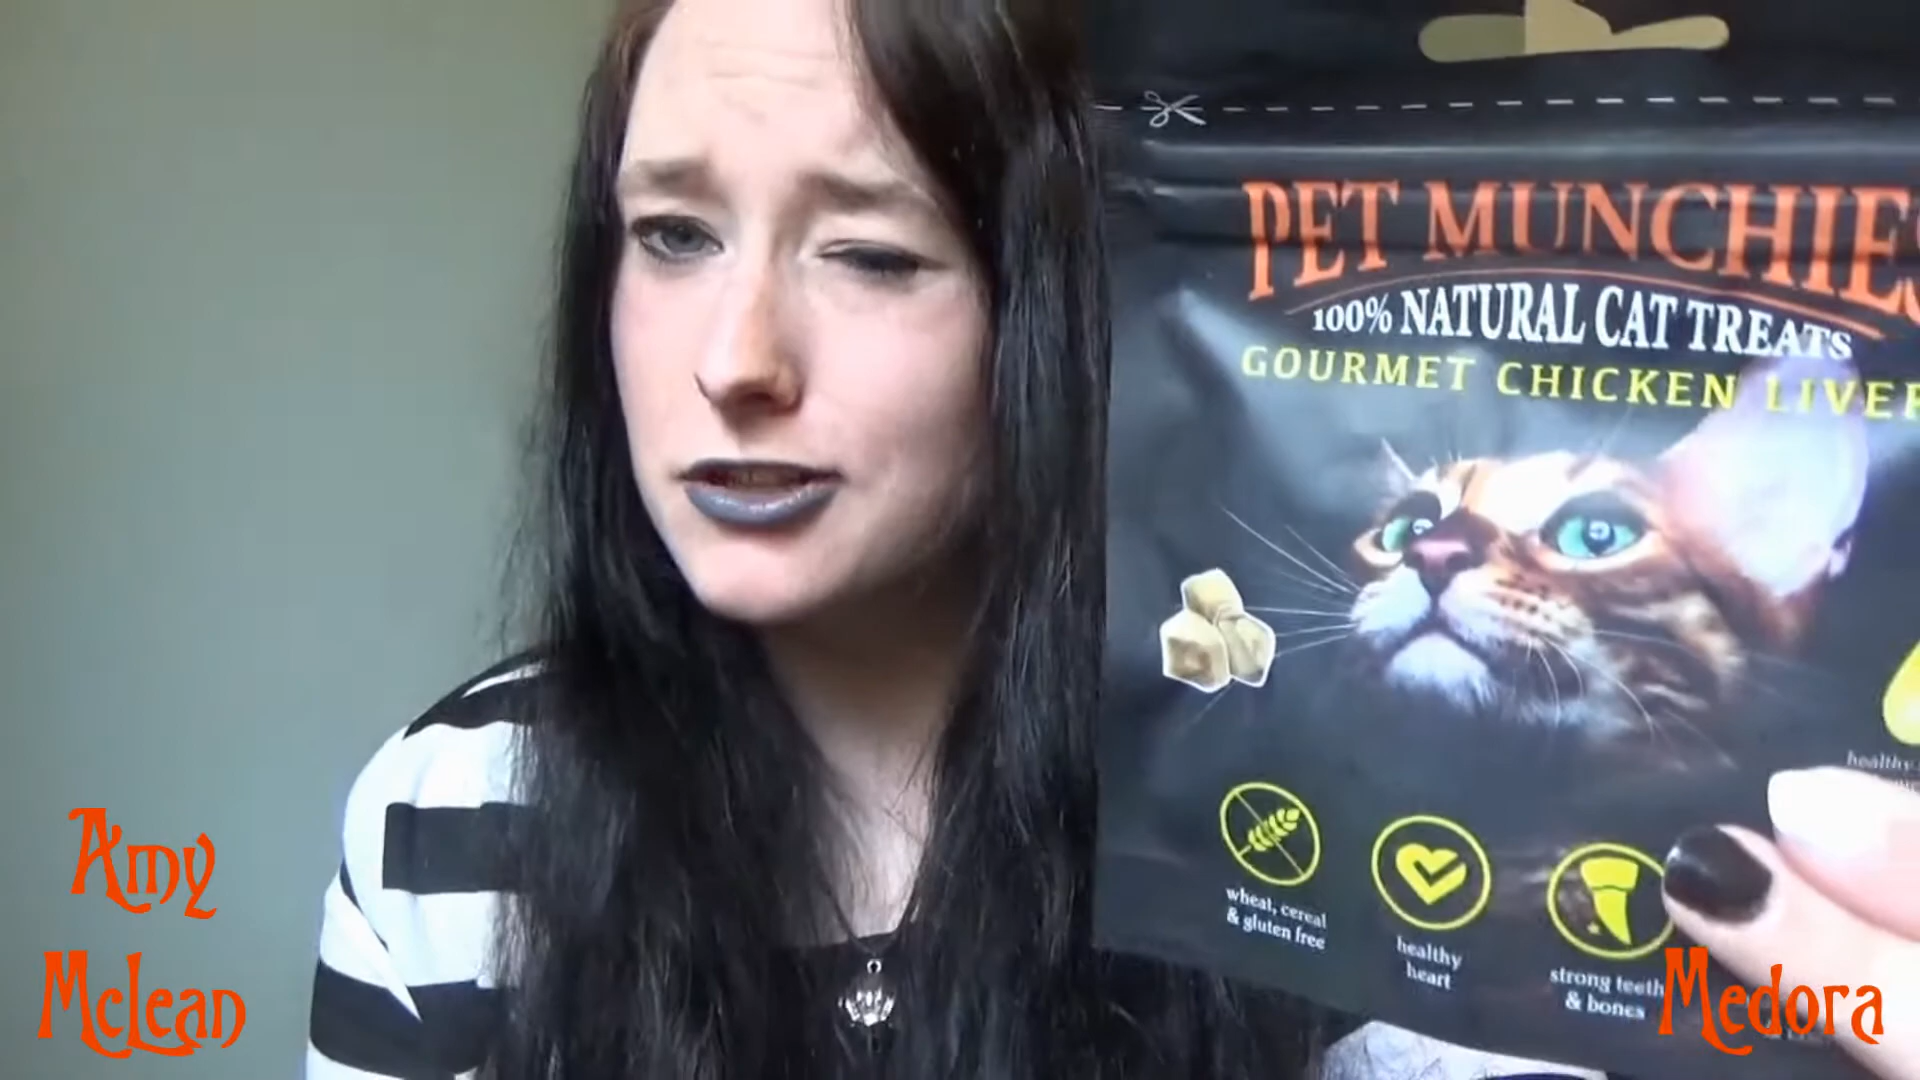 PET MUNCHIES
100% NATURAL CAT TREATS
GOURMET CHICKEN LIVER
healthy
wheat, cereal
& gluten free
healthy
heart
strong teeth
& bones
Amy
McLean
Medora